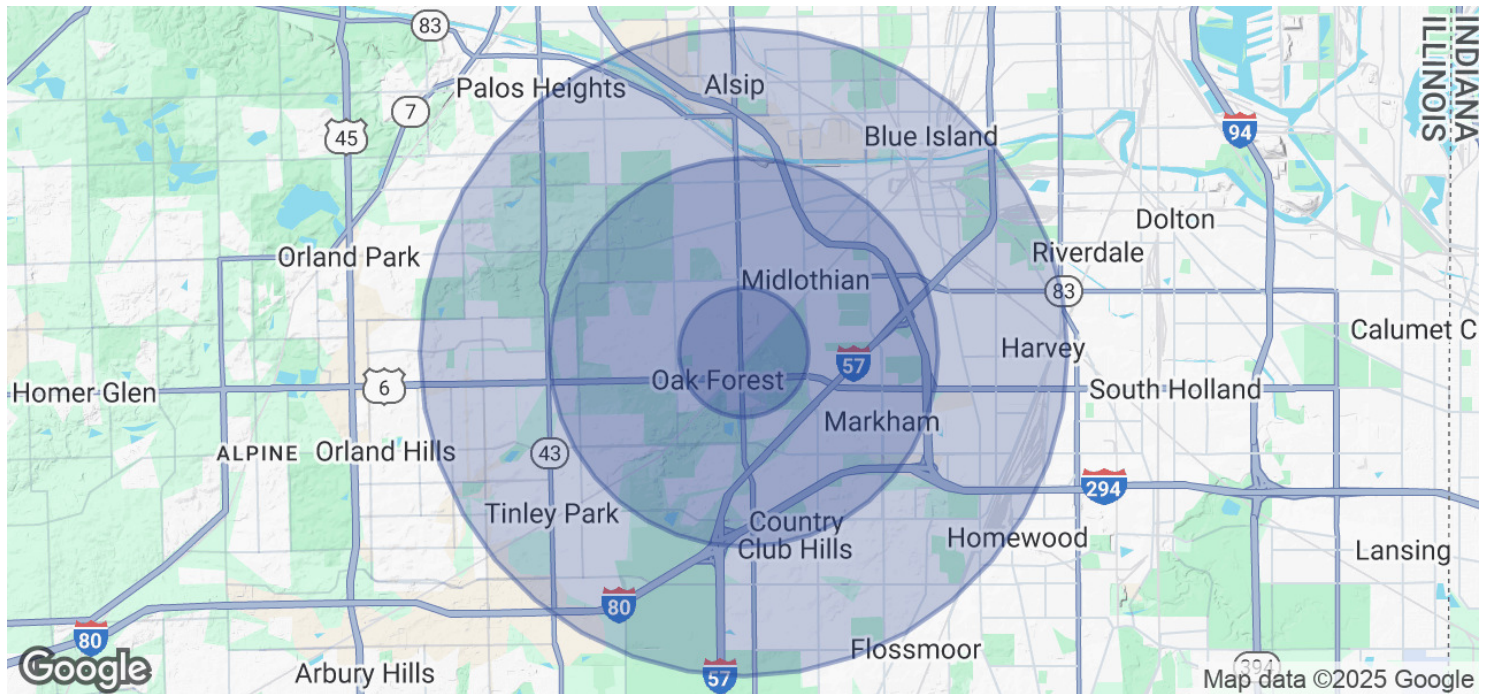 83
INDIANA
ILLINOIS
Palos Heights
Alsip
7
45
Blue Island
94
Dolton
Orland Park
Riverdale
Midlothian
83
Calumet C
Harvey
57
Oak Forest
6
Homer Glen
South Holland
Markham
ALPINE
Orland Hills
43
294
Tinley Park
Country
Club Hills
Homewood
Lansing
80
80
Flossmoor
394
Arbury Hills
57
Google
Map data ©2025 Google